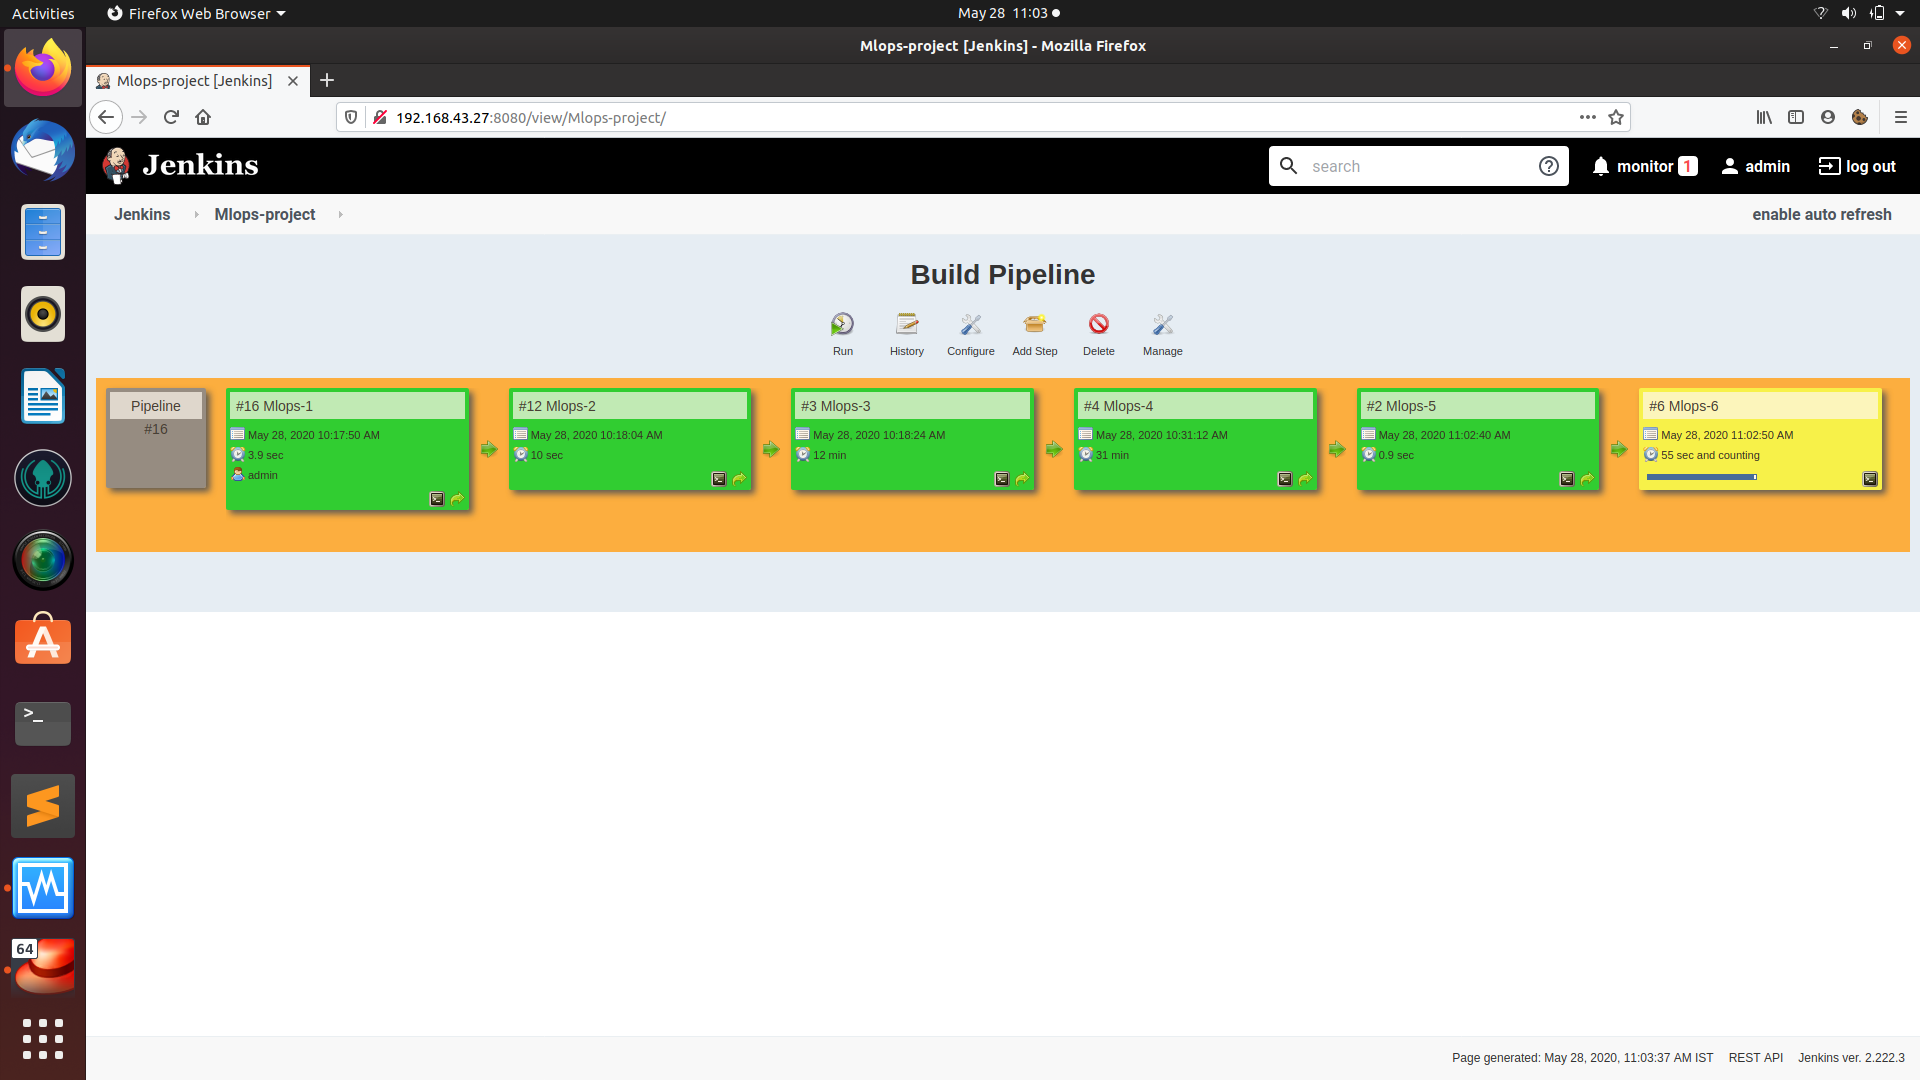 Activities
Firefox Web Browser
May 28 11:03
Mlops-project [Jenkins] - Mozilla Firefox
Mlops-project [Jenkins]
192.168.43.27:8080/view/Mlops-project/
Jenkins
search
monitor 1
admin
log out
Jenkins
Mlops-project
enable auto refresh
Build Pipeline
Run
History
Configure
Add Step
Delete
Manage
Pipeline
#16
#16 Mlops-1
May 28, 2020 10:17:50 AM
3.9 sec
admin
#12 Mlops-2
May 28, 2020 10:18:04 AM
10 sec
#3 Mlops-3
May 28, 2020 10:18:24 AM
12 min
#4 Mlops-4
May 28, 2020 10:31:12 AM
31 min
#2 Mlops-5
May 28, 2020 11:02:40 AM
0.9 sec
#6 Mlops-6
May 28, 2020 11:02:50 AM
55 sec and counting
64
Page generated: May 28, 2020, 11:03:37 AM IST
REST API
Jenkins ver. 2.222.3